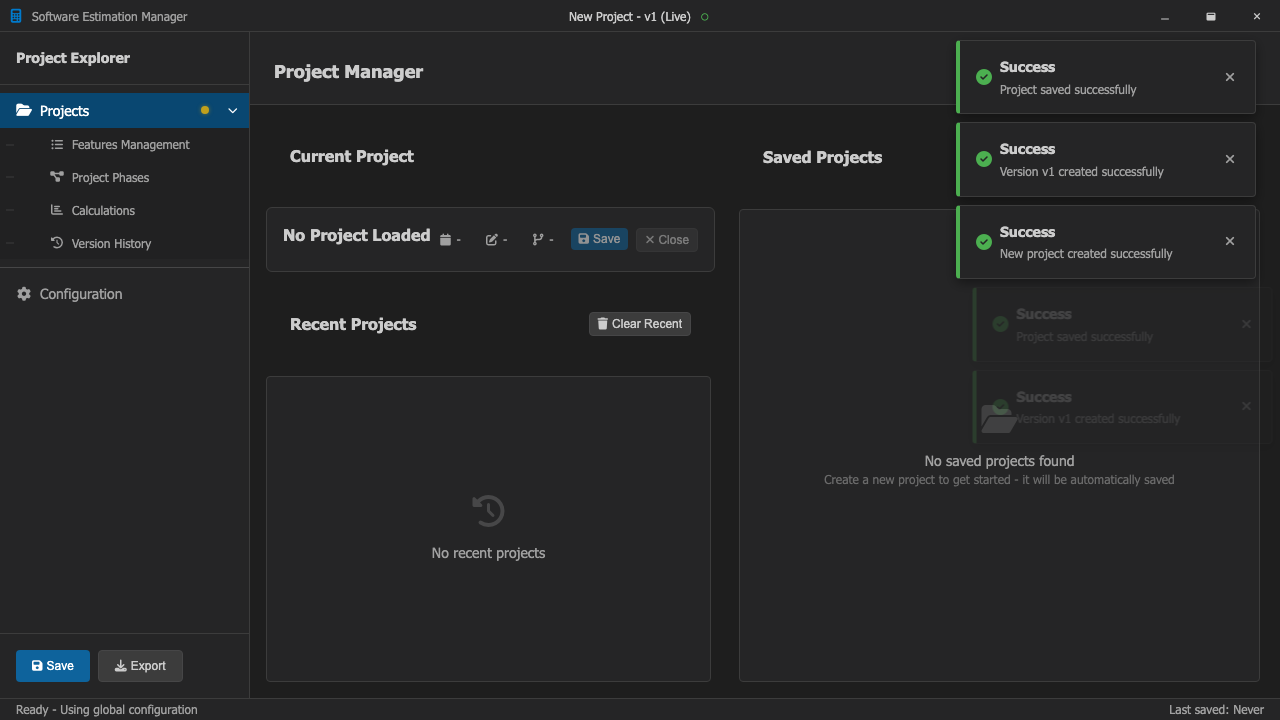 Software Estimation Manager
New Project - v1 (Live)
Project Explorer
Projects
Features Management
Project Phases
Calculations
Version History
Configuration
Save
Export
Project Manager
Current Project
No Project Loaded
-
-
-
Save
Close
Recent Projects
Clear Recent
No recent projects
Saved Projects
No saved projects found
Create a new project to get started - it will be automatically saved
Success
Project saved successfully
Success
Version v1 created successfully
Success
New project created successfully
Success
Project saved successfully
Success
Version v1 created successfully
Ready - Using global configuration
Last saved: Never